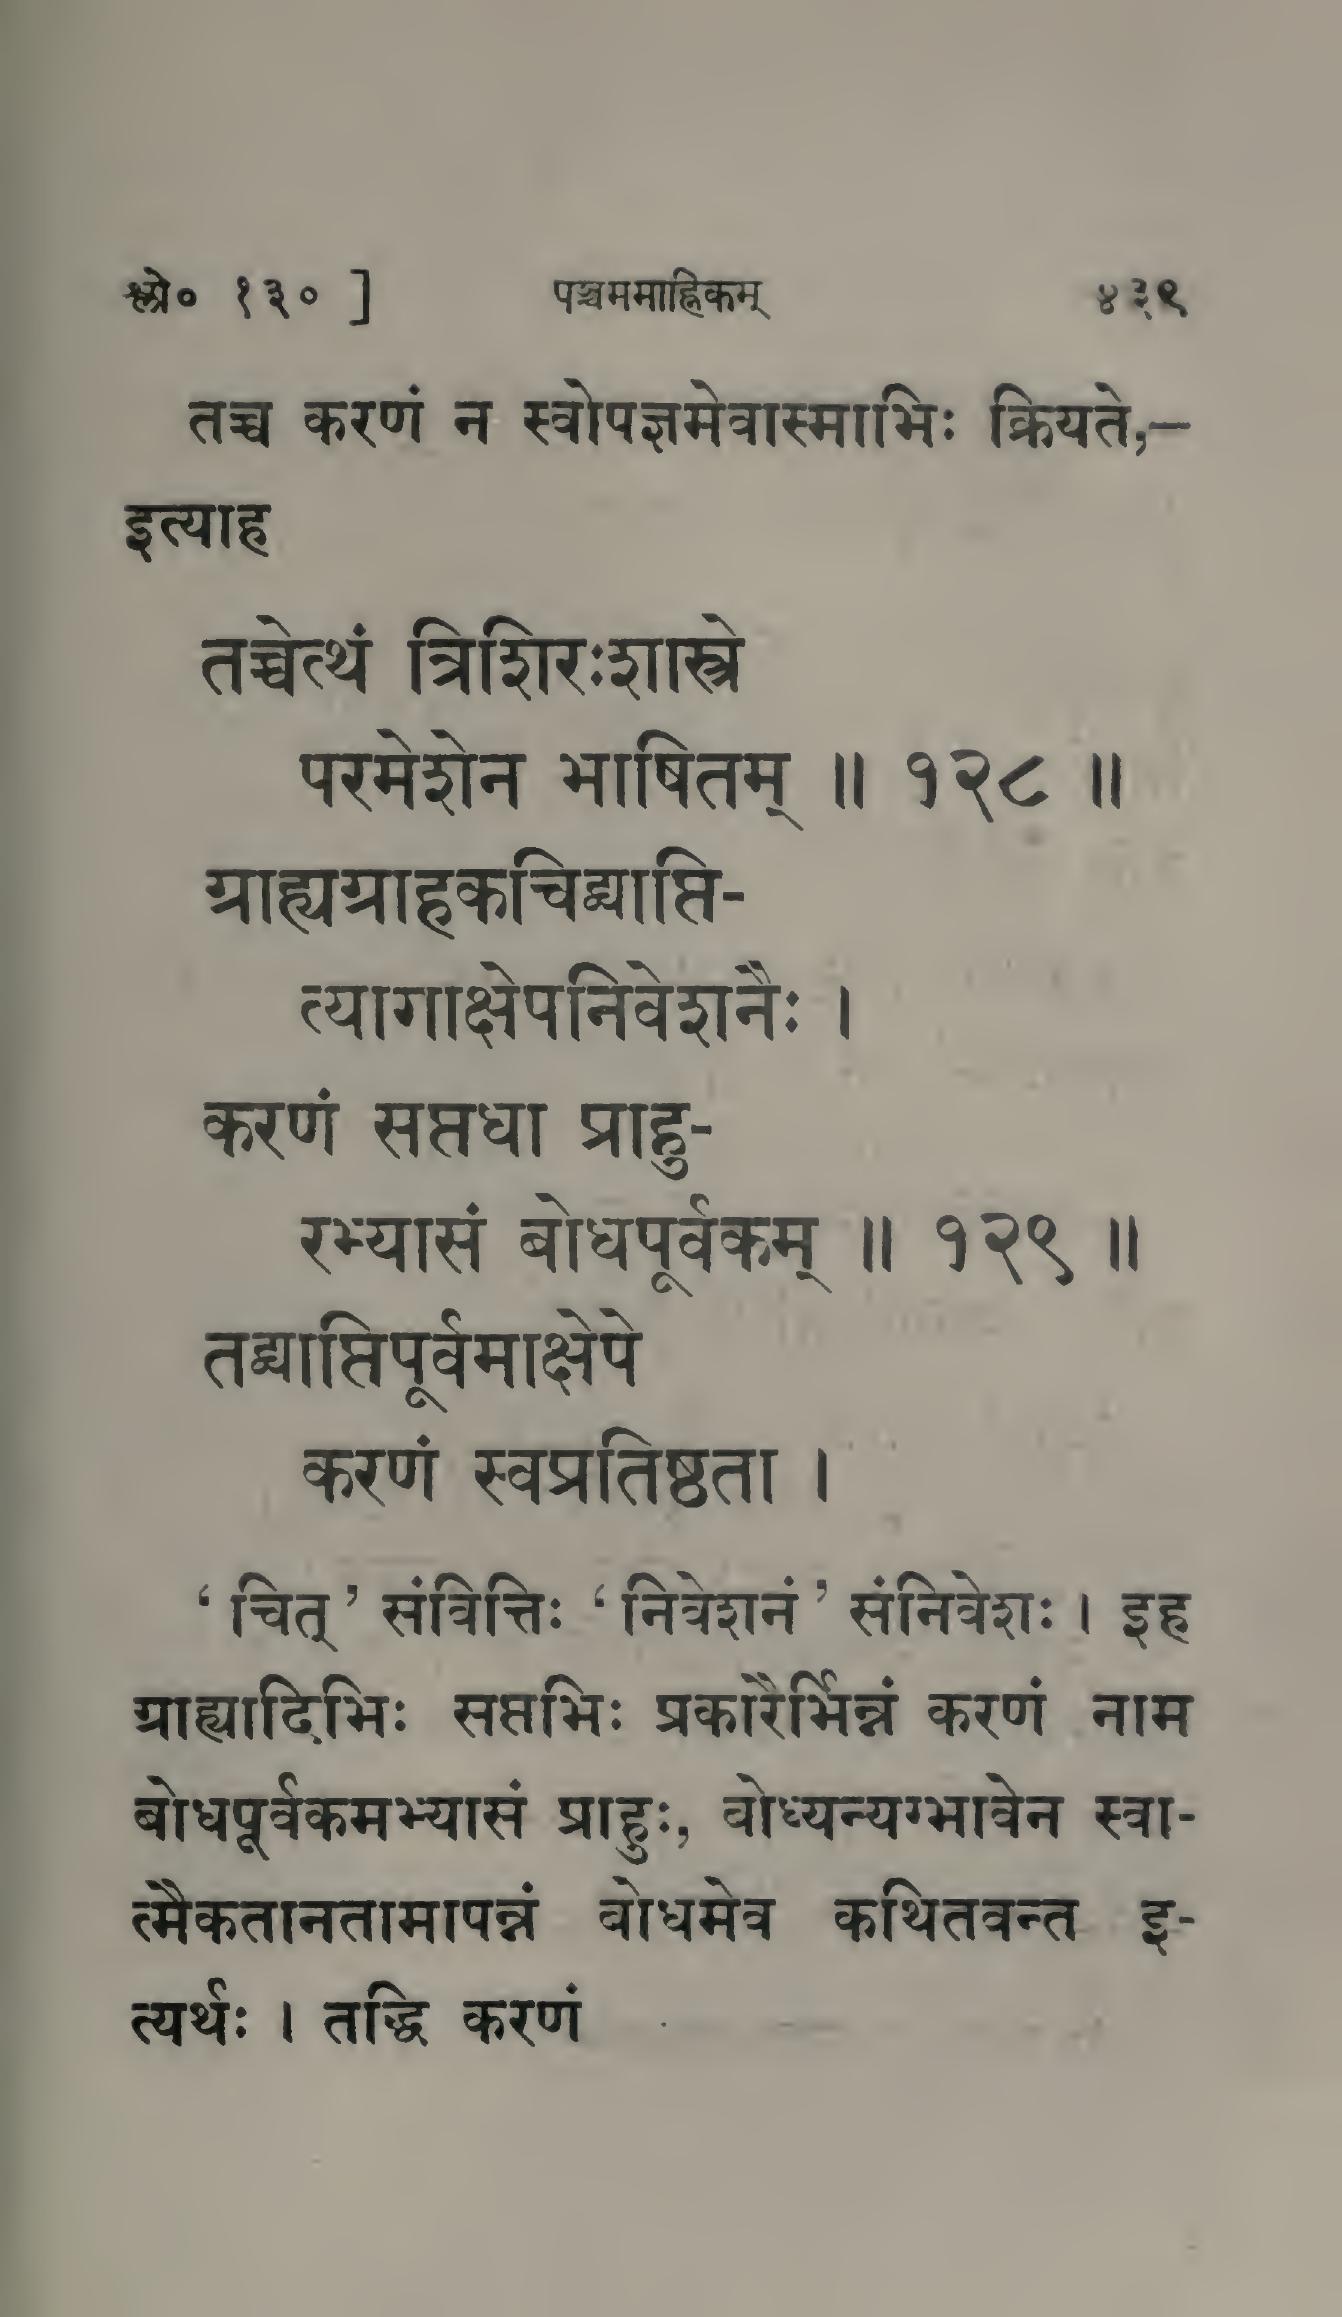 श्लो० १३० ] पञ्चममाह्निकम् ४३९
तच्च करणं न स्वोपज्ञमेवास्माभिः क्रियते,–
इत्याह
तच्चेत्थं त्रिशिरःशास्त्रे
परमेशेन भाषितम् ॥ १२८ ॥
ग्राह्यग्राहकचिद्व्याप्ति-
त्यागाक्षेपनिवेशनैः ।
करणं सप्तधा प्राहु-
रभ्यासं बोधपूर्वकम् ॥ १२९ ॥
तद्व्याप्तिपूर्वमाक्षेपे
करणं स्वप्रतिष्ठता ।
‘ चित् ’ संवित्तिः ‘ निवेशनं ’ संनिवेशः । इह
ग्राह्यादिभिः सप्तभिः प्रकारैर्भिन्नं करणं नाम
बोधपूर्वकमभ्यासं प्राहुः, बोध्यन्यग्भावेन स्वा-
त्मैकतानतामापन्नं बोधमेव कथितवन्त इ-
त्यर्थः । तद्धि करणं